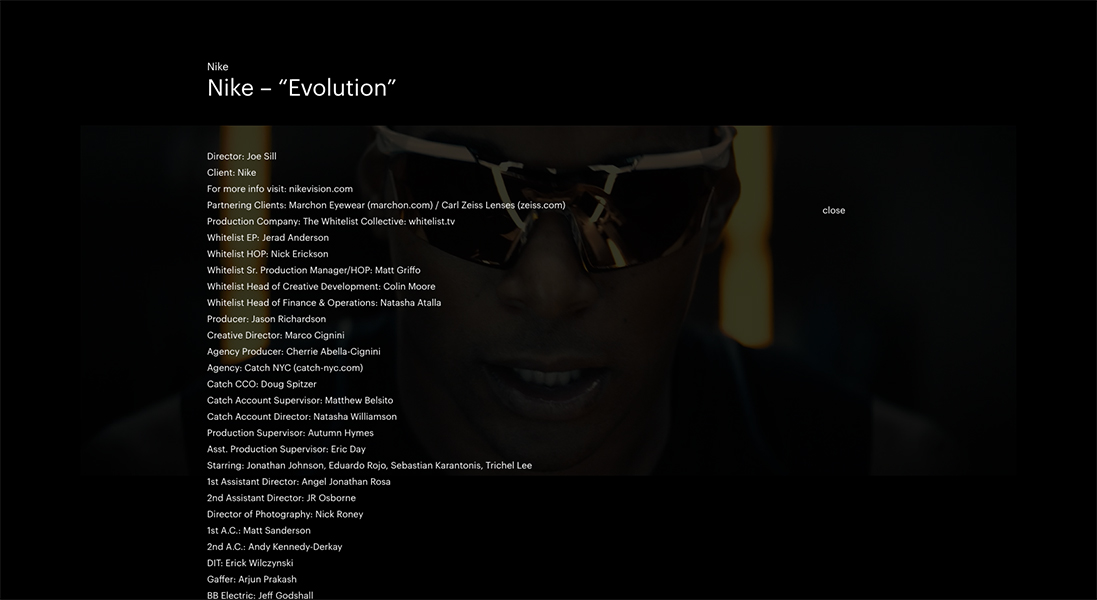 Nike
Nike – “Evolution”
Director: Joe Sill
Client: Nike
For more info visit: nikevision.com
Partnering Clients: Marchon Eyewear (marchon.com) / Carl Zeiss Lenses (zeiss.com)
close
Production Company: The Whitelist Collective: whitelist.tv
Whitelist EP: Jerad Anderson
Whitelist HOP: Nick Erickson
Whitelist Sr. Production Manager/HOP: Matt Griffo
Whitelist Head of Creative Development: Colin Moore
Whitelist Head of Finance & Operations: Natasha Atalla
Producer: Jason Richardson
Creative Director: Marco Cignini
Agency Producer: Cherrie Abella-Cignini
Agency: Catch NYC (catch-nyc.com)
Catch CCO: Doug Spitzer
Catch Account Supervisor: Matthew Belsito
Catch Account Director: Natasha Williamson
Production Supervisor: Autumn Hymes
Asst. Production Supervisor: Eric Day
Starring: Jonathan Johnson, Eduardo Rojo, Sebastian Karantonis, Trichel Lee
1st Assistant Director: Angel Jonathan Rosa
2nd Assistant Director: JR Osborne
Director of Photography: Nick Roney
1st A.C.: Matt Sanderson
2nd A.C.: Andy Kennedy-Derkay
DIT: Erick Wilczynski
Gaffer: Arjun Prakash
BB Electric: Jeff Godshall